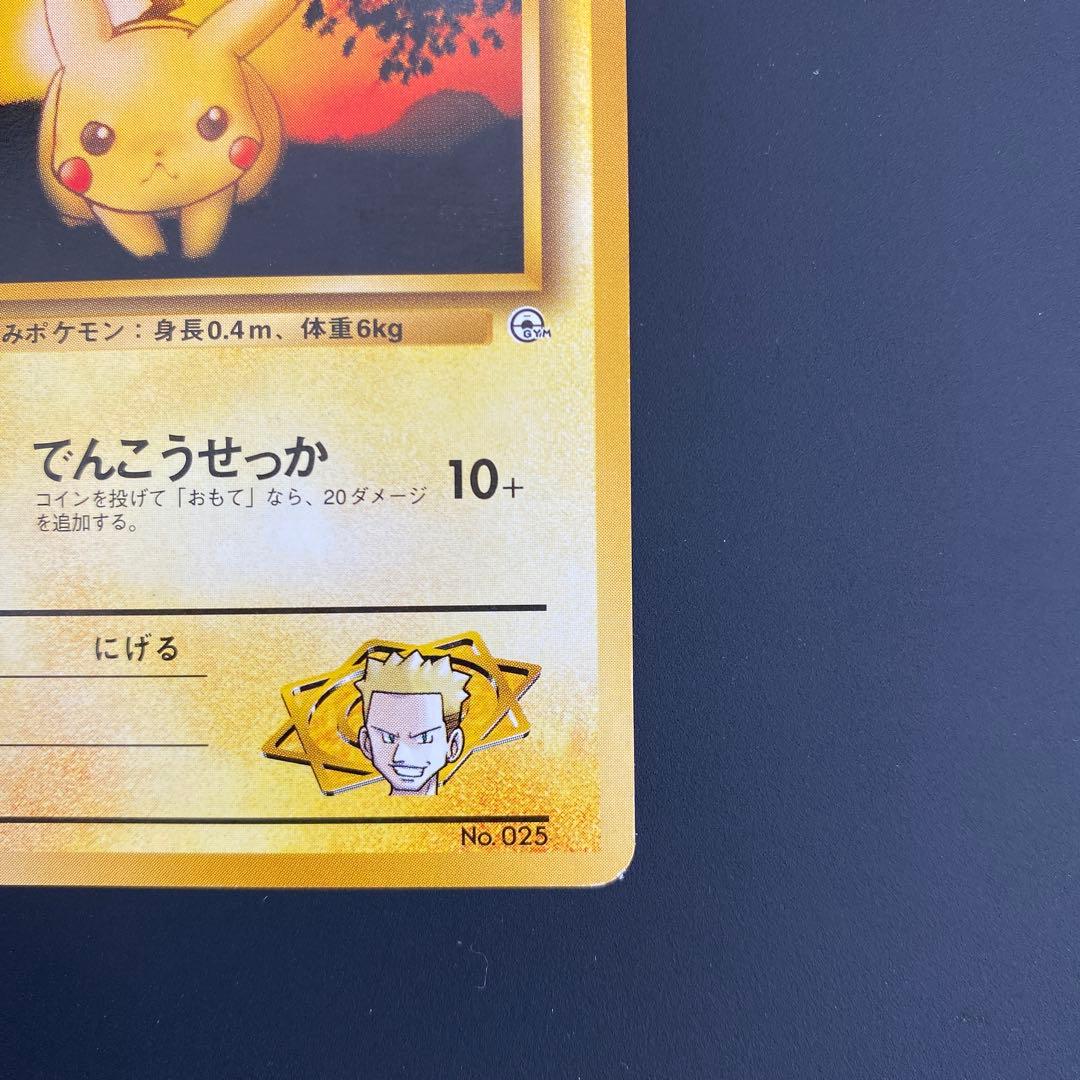 みポケモン：身長0.4m、体重6kg
GYM
でんこうせっか
10+
コインを投げて「おもて」なら、20ダメージ
を追加する。
にげる
No. 025